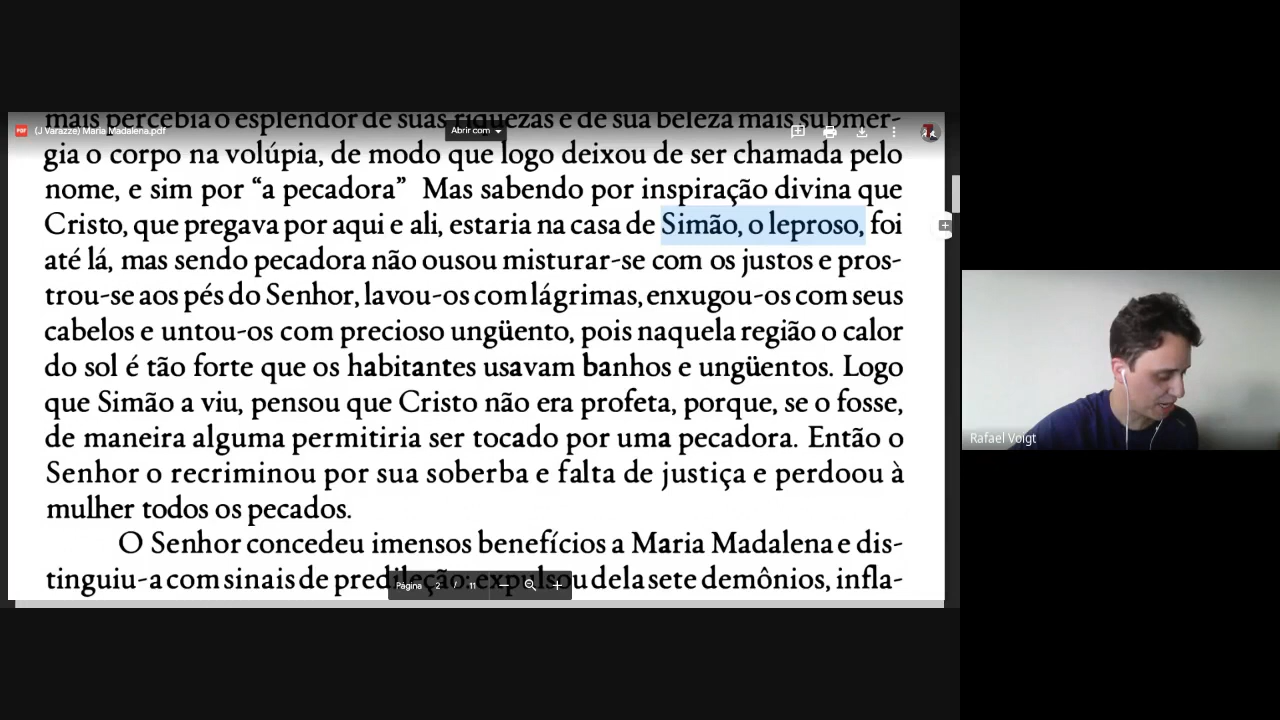 mais percebia o esplendor de suas riquezas e de sua beleza mais submer-
(J Varazze) Maria Madalena.pdf
Abrir com
gia o corpo na volúpia, de modo que logo deixou de ser chamada pelo
nome, e sim por “a pecadora” Mas sabendo por inspiração divina que
Cristo, que pregava por aqui e ali, estaria na casa de Simão, o leproso, foi
até lá, mas sendo pecadora não ousou misturar-se com os justos e pros-
trou-se aos pés do Senhor, lavou-os com lágrimas, enxugou-os com seus
cabelos e untou-os com precioso ungüento, pois naquela região o calor
do sol é tão forte que os habitantes usavam banhos e ungüentos. Logo
que Simão a viu, pensou que Cristo não era profeta, porque, se o fosse,
de maneira alguma permitiria ser tocado por uma pecadora. Então o
Senhor o recriminou por sua soberba e falta de justiça e perdoou à
mulher todos os pecados.
O Senhor concedeu imensos benefícios a Maria Madalena e dis-
tinguiu-a com sinais de predileção: expulsou dela sete demônios, infla-
Página 2 / 11
Rafael Voigt